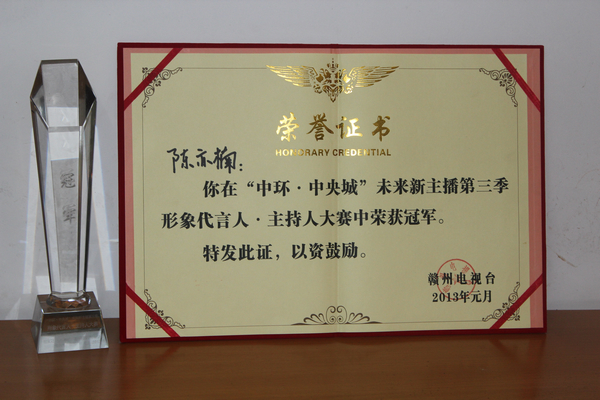 冠军
荣誉证书
HONORARY CREDENTIAL
陈亦楠：
你在“中环·中央城”未来新主播第三季
形象代言人·主持人大赛中荣获冠军。
特发此证，以资鼓励。
赣州电视台
2013年元月